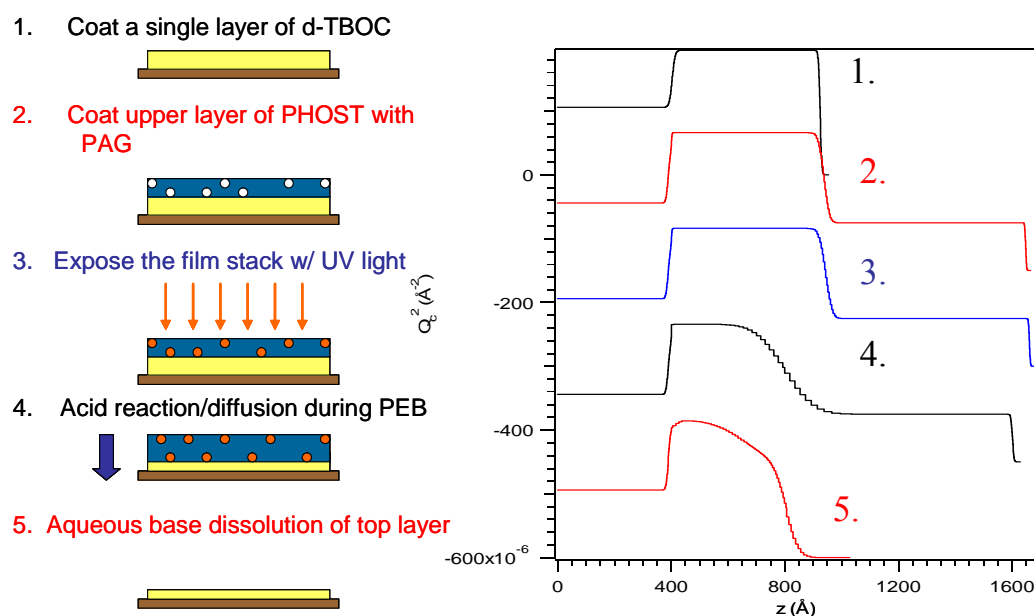 1. Coat a single layer of d-TBOC
2. Coat upper layer of PHOST with
PAG
3. Expose the film stack w/ UV light
4. Acid reaction/diffusion during PEB
5. Aqueous base dissolution of top layer
1.
2.
3.
4.
5.
Qc² (Å⁻²)
0
-200
-400
-600x10⁻⁶
0
400
800
1200
1600
z (Å)